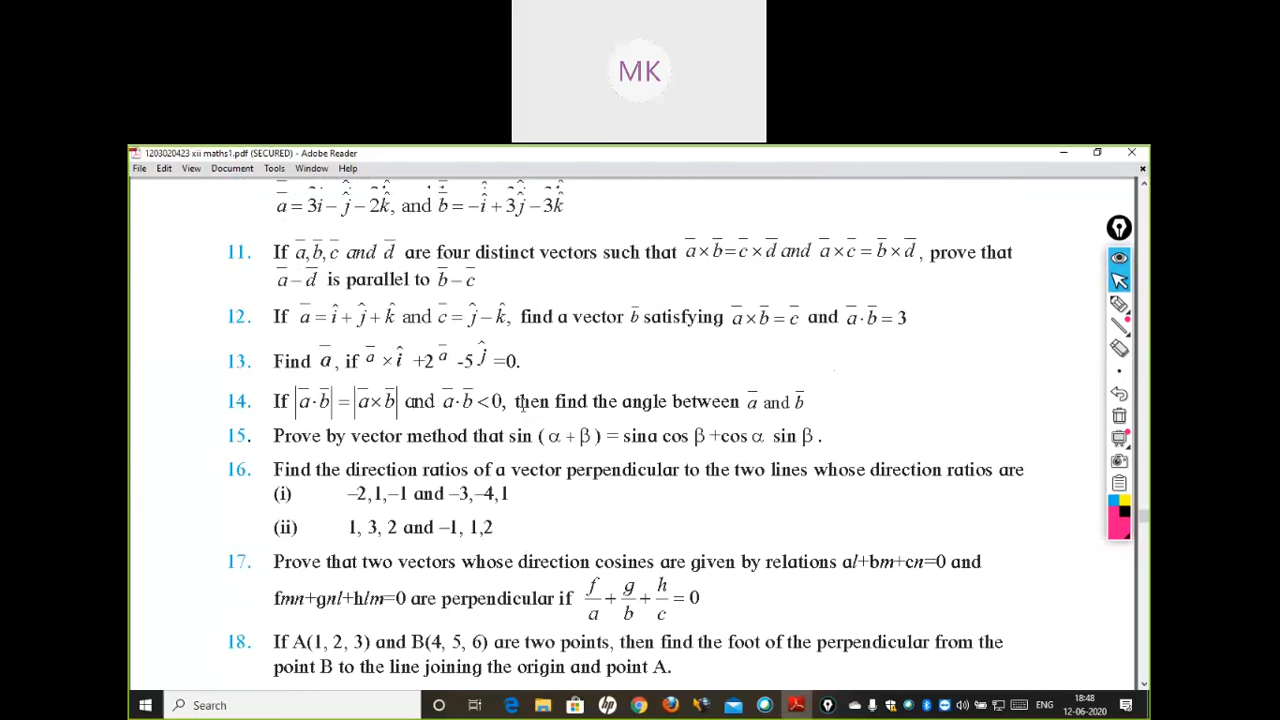 MK
1203020423 xii maths1.pdf (SECURED) - Adobe Reader
File Edit View Document Tools Window Help
a̅ = 3î − ĵ − 2k̂, and b̅ = −î + 3ĵ − 3k̂
11. If a̅, b̅, c̅ and d̅ are four distinct vectors such that a̅ × b̅ = c̅ × d̅ and a̅ × c̅ = b̅ × d̅, prove that
a̅ − d̅ is parallel to b̅ − c̅
12. If a̅ = î + ĵ + k̂ and c̅ = ĵ − k̂, find a vector b̅ satisfying a̅ × b̅ = c̅ and a̅ · b̅ = 3
13. Find a̅, if a̅ × î +2 a̅ -5 ĵ =0.
14. If |a̅ · b̅| = |a̅ × b̅| and a̅ · b̅ < 0, then find the angle between a̅ and b̅
15. Prove by vector method that sin ( α + β ) = sina cos β +cos α sin β .
16. Find the direction ratios of a vector perpendicular to the two lines whose direction ratios are
(i) −2, 1, −1 and −3, −4, 1
(ii) 1, 3, 2 and −1, 1, 2
17. Prove that two vectors whose direction cosines are given by relations al+bm+cn=0 and
fmn+gnl+hlm=0 are perpendicular if f/a + g/b + h/c = 0
18. If A(1, 2, 3) and B(4, 5, 6) are two points, then find the foot of the perpendicular from the
point B to the line joining the origin and point A.
Search
ENG
18:48
12-06-2020